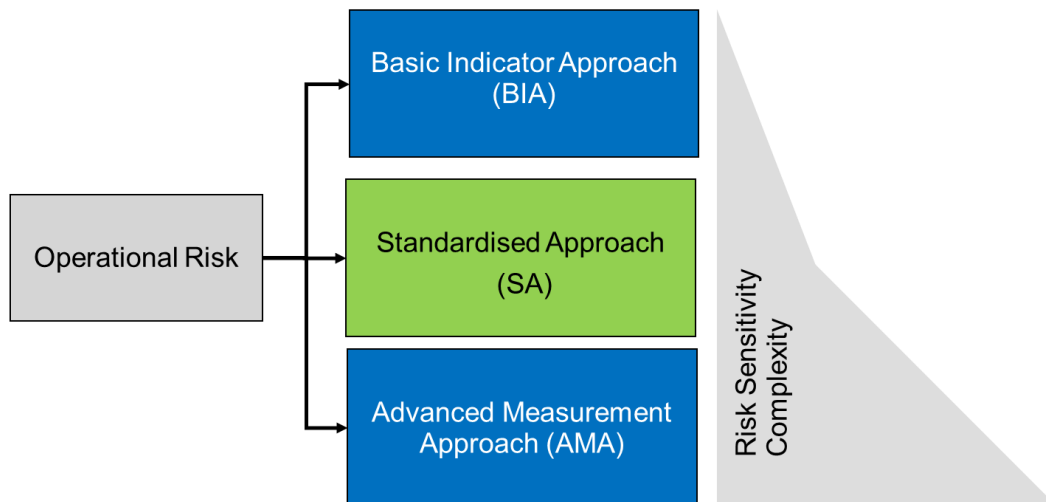 Basic Indicator Approach
(BIA)
Operational Risk
Standardised Approach
(SA)
Advanced Measurement
Approach (AMA)
Risk Sensitivity
Complexity